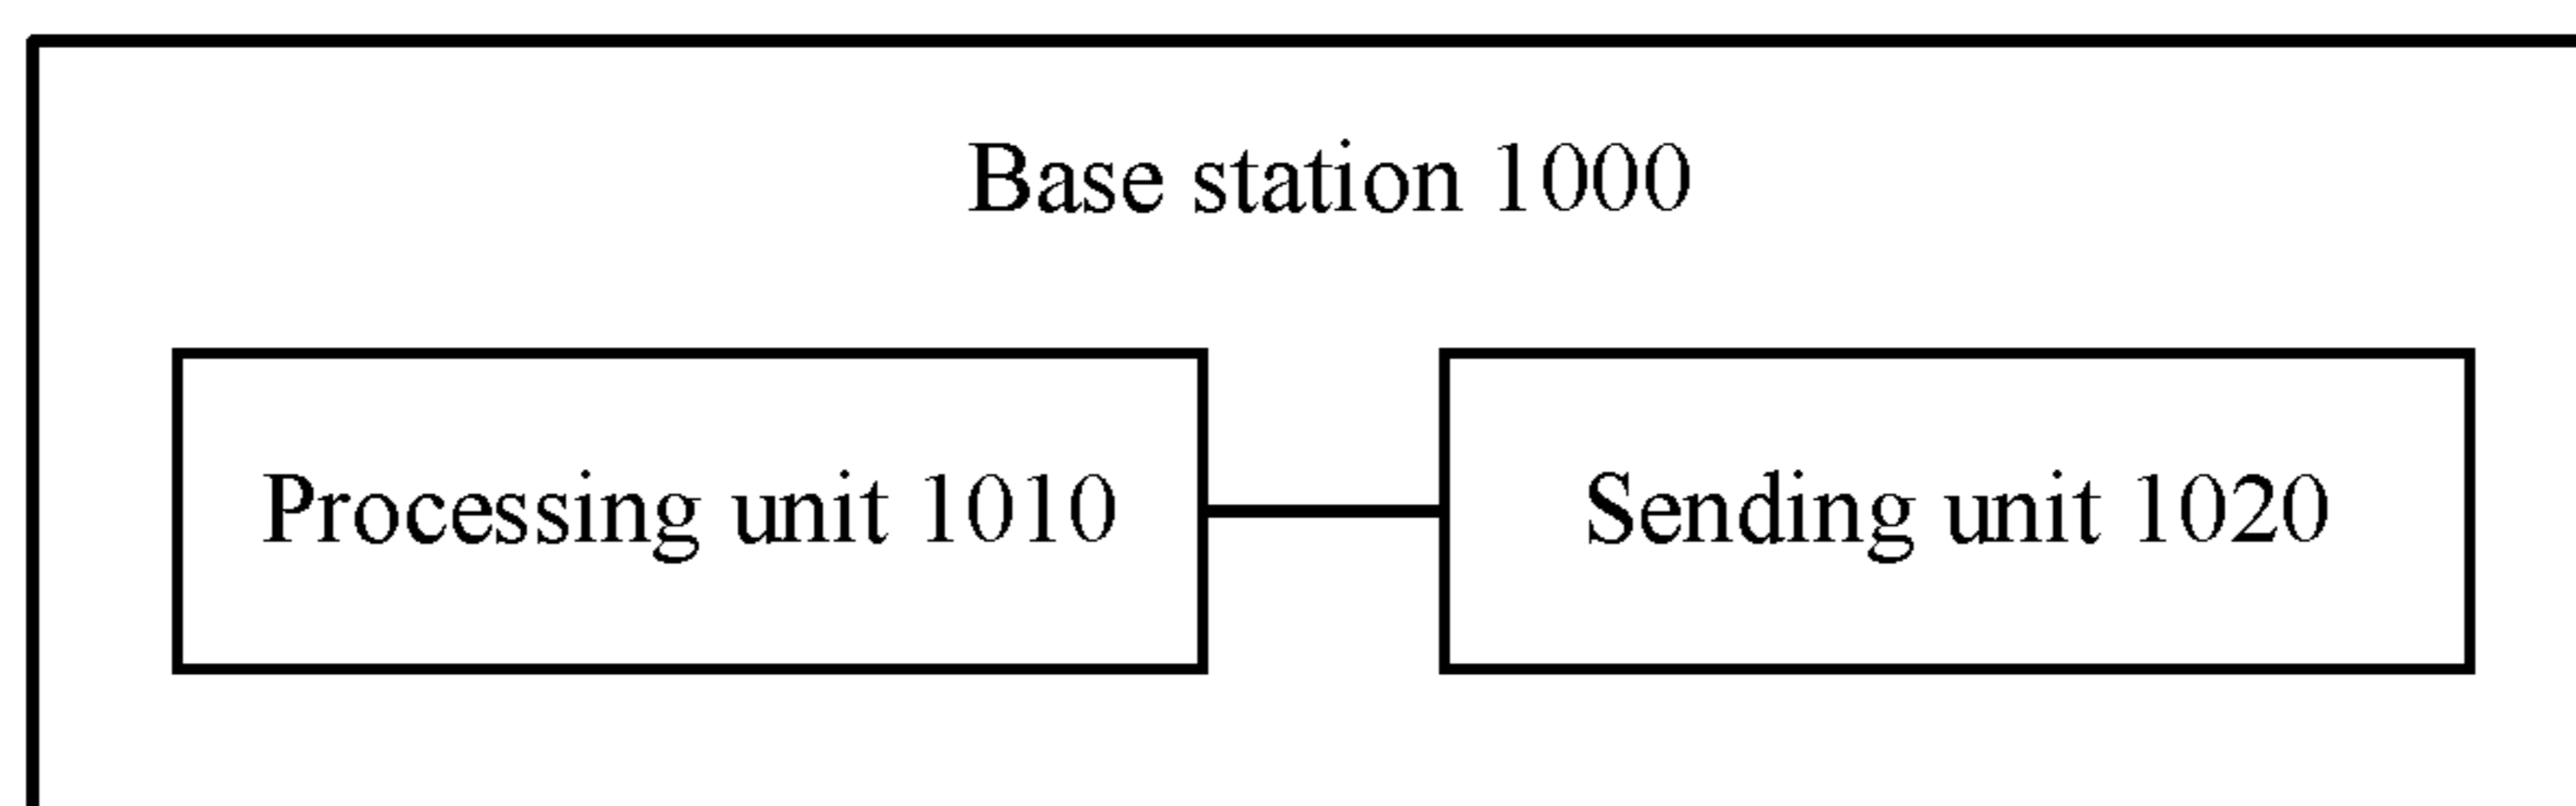 Base station 1000
Processing unit 1010
Sending unit 1020